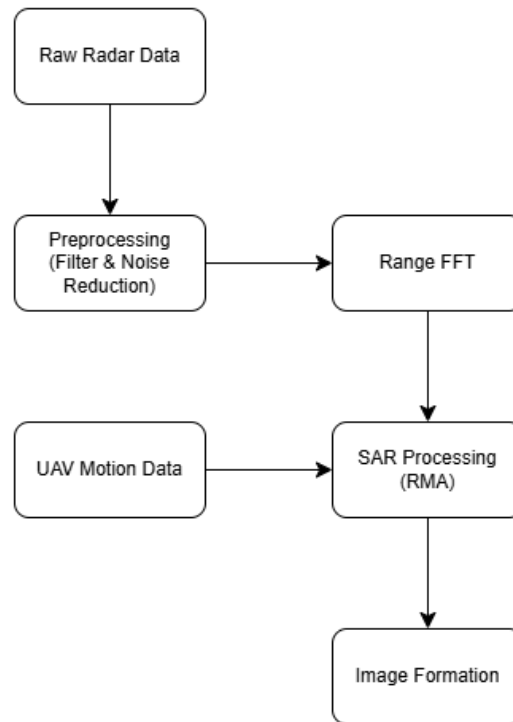 Raw Radar Data
Preprocessing
(Filter & Noise
Reduction)
Range FFT
UAV Motion Data
SAR Processing
(RMA)
Image Formation